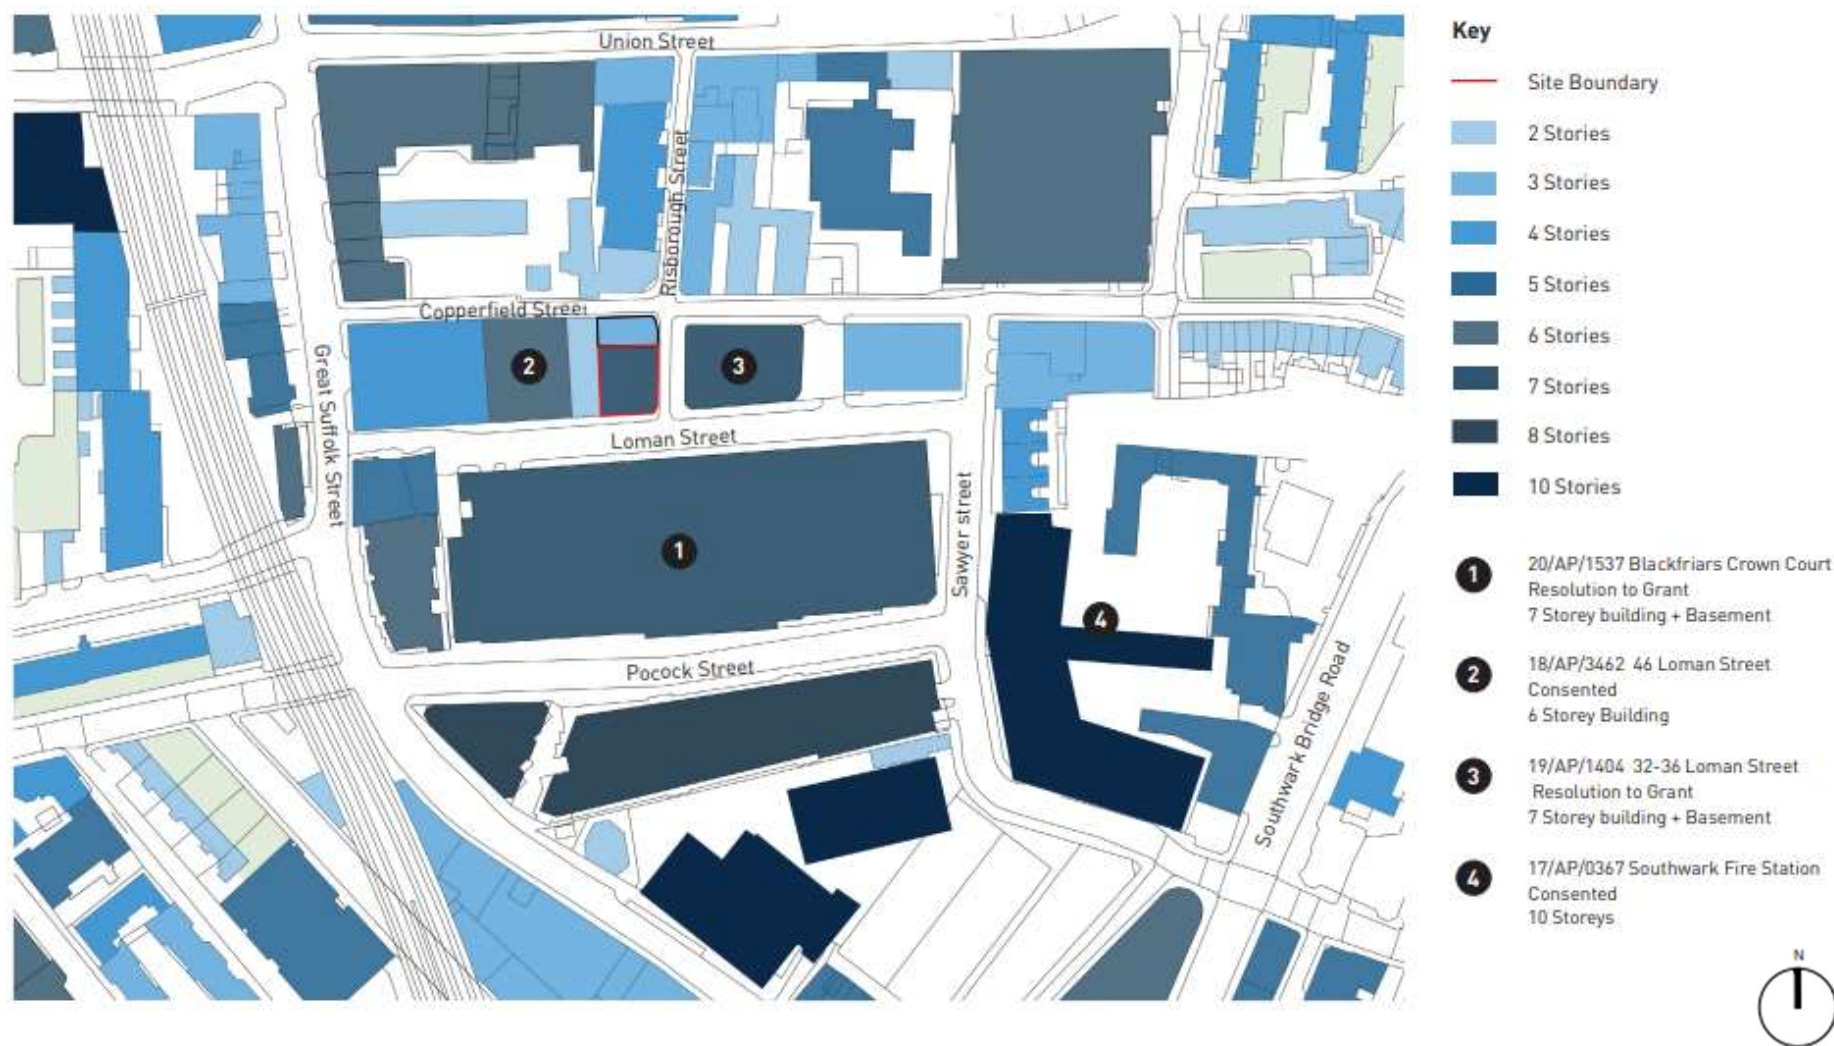 Union Street
Risborough Street
Copperfield Street
Great Suffolk Street
2
3
Loman Street
1
Sawyer street
4
Pocock Street
Southwark Bridge Road
Key
Site Boundary
2 Stories
3 Stories
4 Stories
5 Stories
6 Stories
7 Stories
8 Stories
10 Stories
1
20/AP/1537 Blackfriars Crown Court
Resolution to Grant
7 Storey building + Basement
2
18/AP/3462 46 Loman Street
Consented
6 Storey Building
3
19/AP/1404 32-36 Loman Street
Resolution to Grant
7 Storey building + Basement
4
17/AP/0367 Southwark Fire Station
Consented
10 Storeys
N